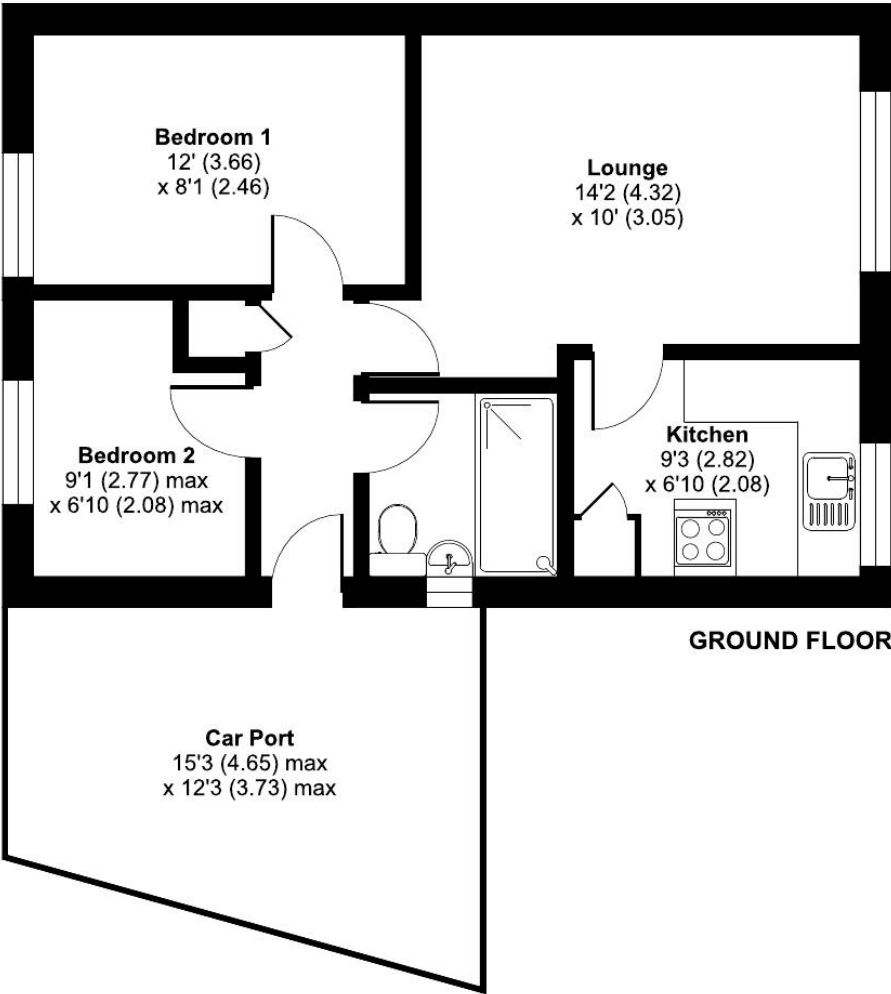 Bedroom 1
12' (3.66)
x 8'1 (2.46)
Lounge
14'2 (4.32)
x 10' (3.05)
Bedroom 2
9'1 (2.77) max
x 6'10 (2.08) max
Kitchen
9'3 (2.82)
x 6'10 (2.08)
GROUND FLOOR
Car Port
15'3 (4.65) max
x 12'3 (3.73) max